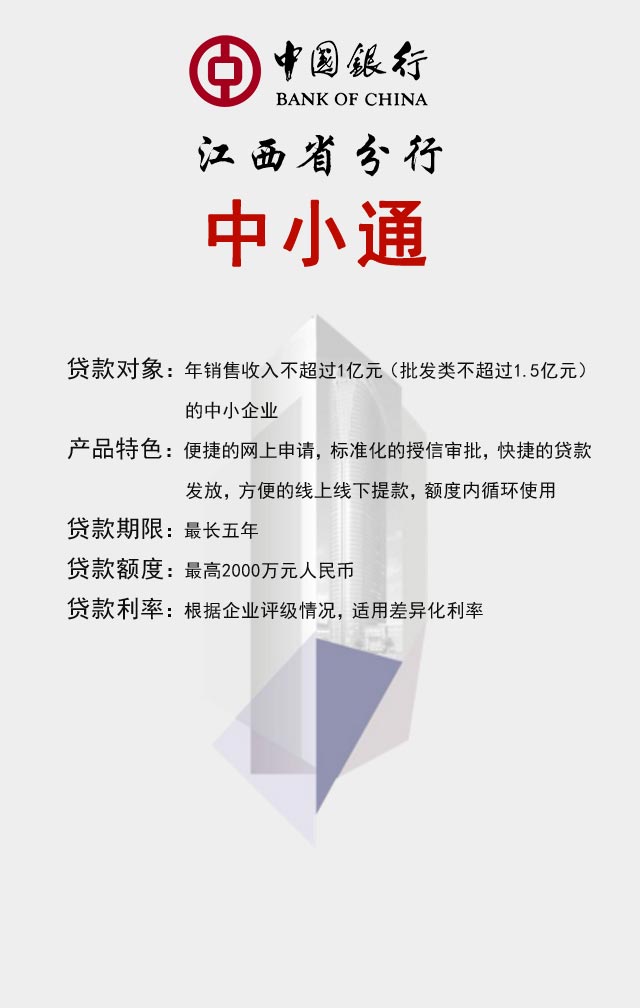 中国银行
BANK OF CHINA
江西省分行
中小通
贷款对象：年销售收入不超过1亿元（批发类不超过1.5亿元）
的中小企业
产品特色：便捷的网上申请，标准化的授信审批，快捷的贷款
发放，方便的线上线下提款，额度内循环使用
贷款期限：最长五年
贷款额度：最高2000万元人民币
贷款利率：根据企业评级情况，适用差异化利率